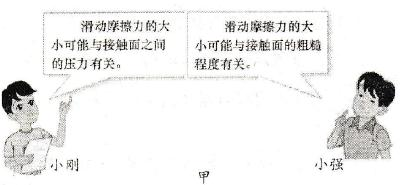 滑动摩擦力的大
小可能与接触面之间
的压力有关。
滑动摩擦力的大
小可能与接触面的粗糙
程度有关。
小刚
小强
甲